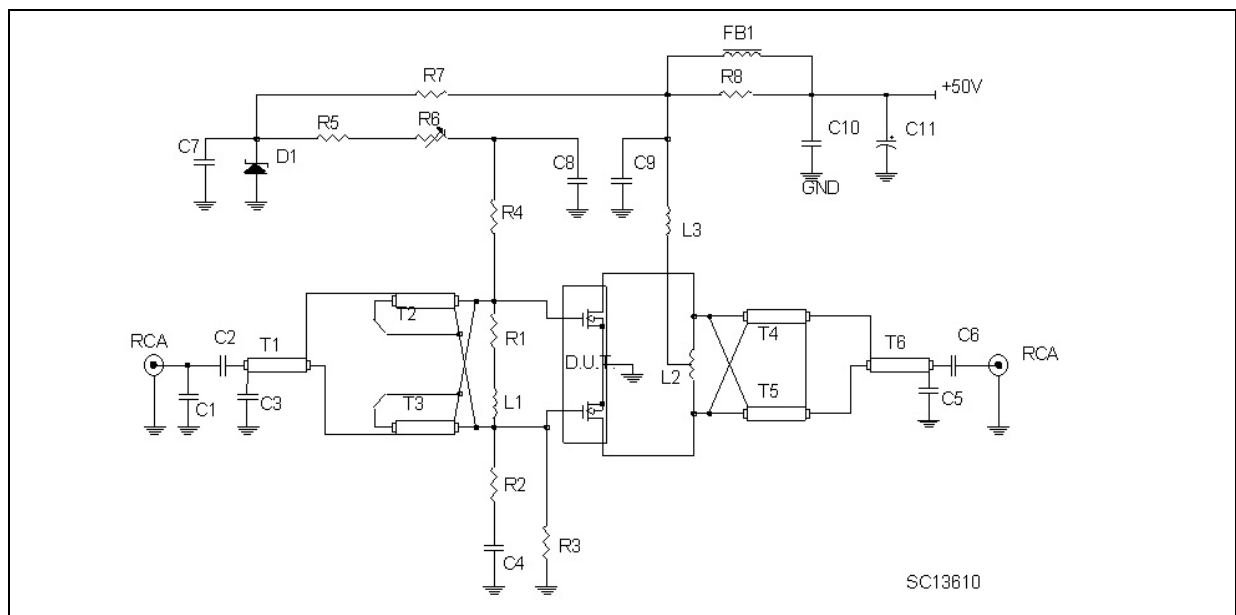 FB1
R7
R8
+50V
R5
R6
C7
D1
C8
C9
C10
C11
GND
R4
L3
T2
R1
RCA
C2
T1
D.U.T.
L2
T4
T6
C6
RCA
C1
C3
T3
L1
T5
C5
R2
C4
R3
SC13610